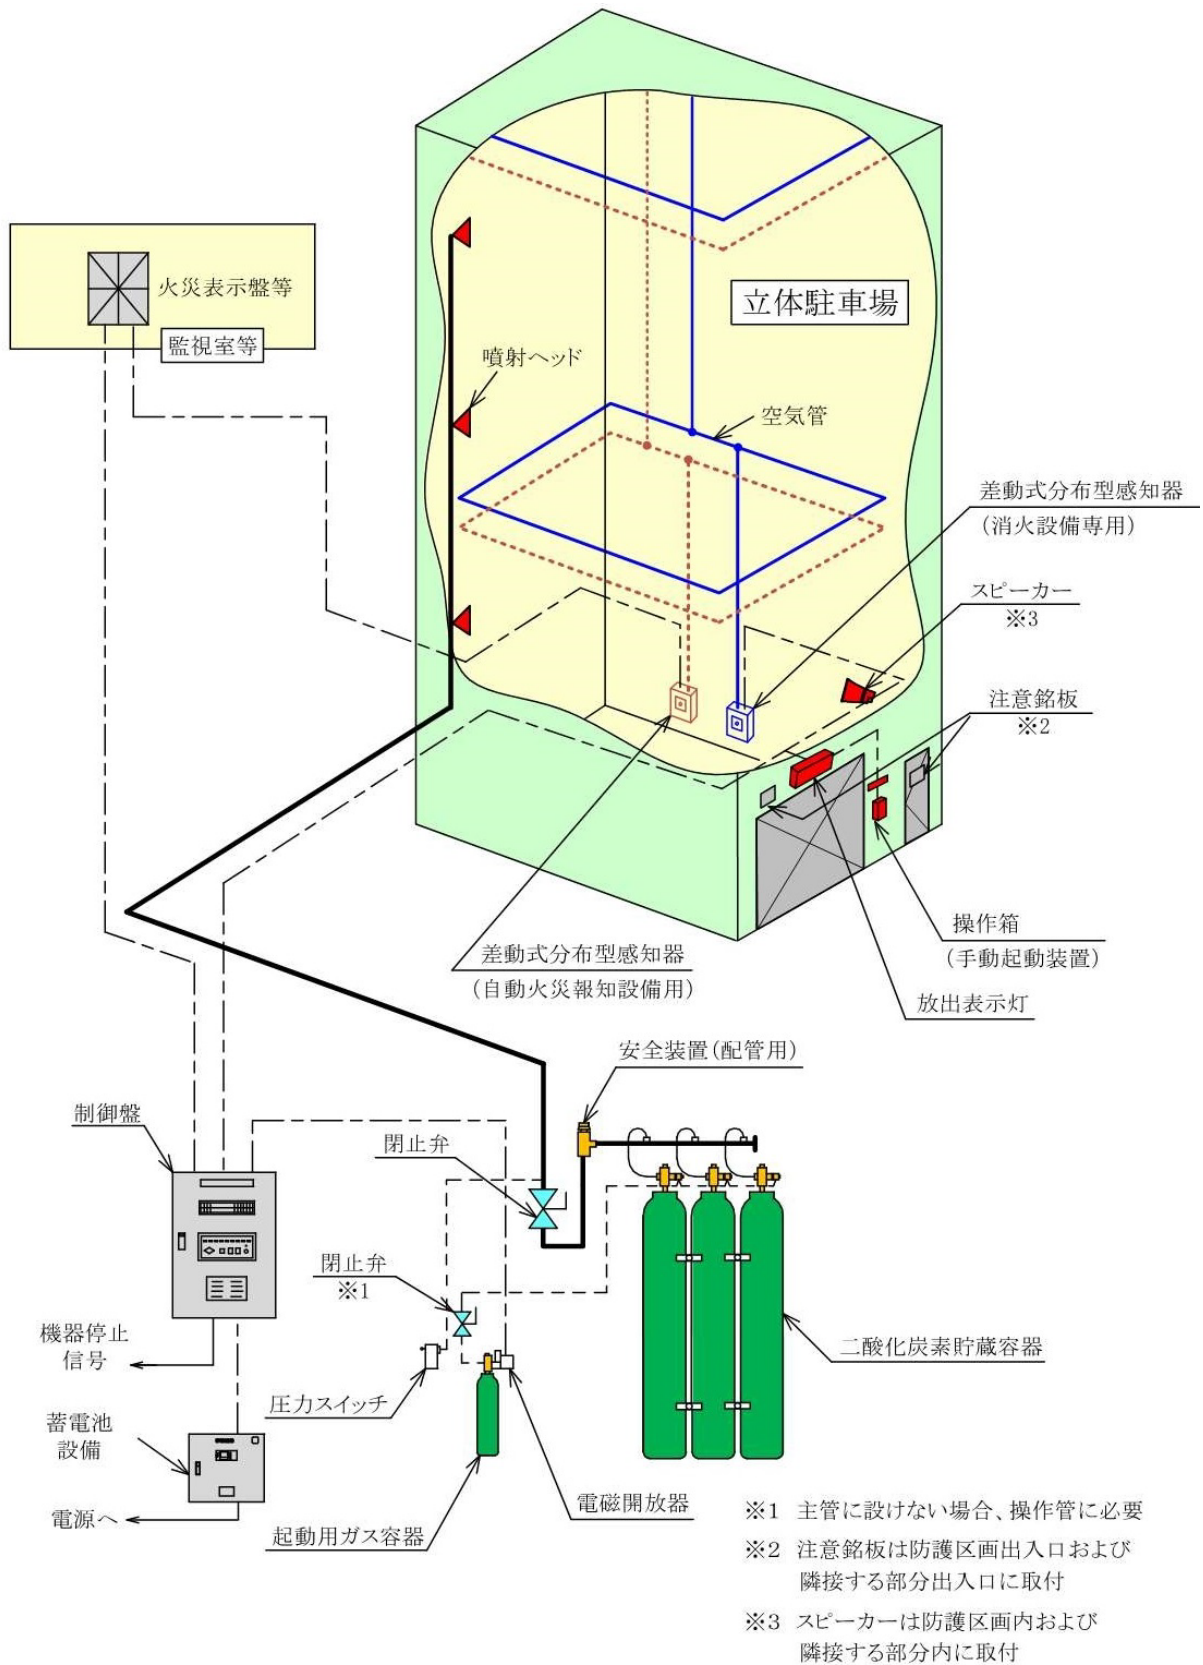 立体駐車場
火災表示盤等
監視室等
噴射ヘッド
空気管
差動式分布型感知器
(消火設備専用)
スピーカー
※3
注意銘板
※2
操作箱
(手動起動装置)
放出表示灯
差動式分布型感知器
(自動火災報知設備用)
安全装置(配管用)
制御盤
閉止弁
閉止弁
※1
機器停止
信号
圧力スイッチ
二酸化炭素貯蔵容器
蓄電池
設備
電源へ
起動用ガス容器
電磁開放器
※1 主管に設けない場合、操作管に必要
※2 注意銘板は防護区画出入口および
隣接する部分出入口に取付
※3 スピーカーは防護区画内および
隣接する部分内に取付